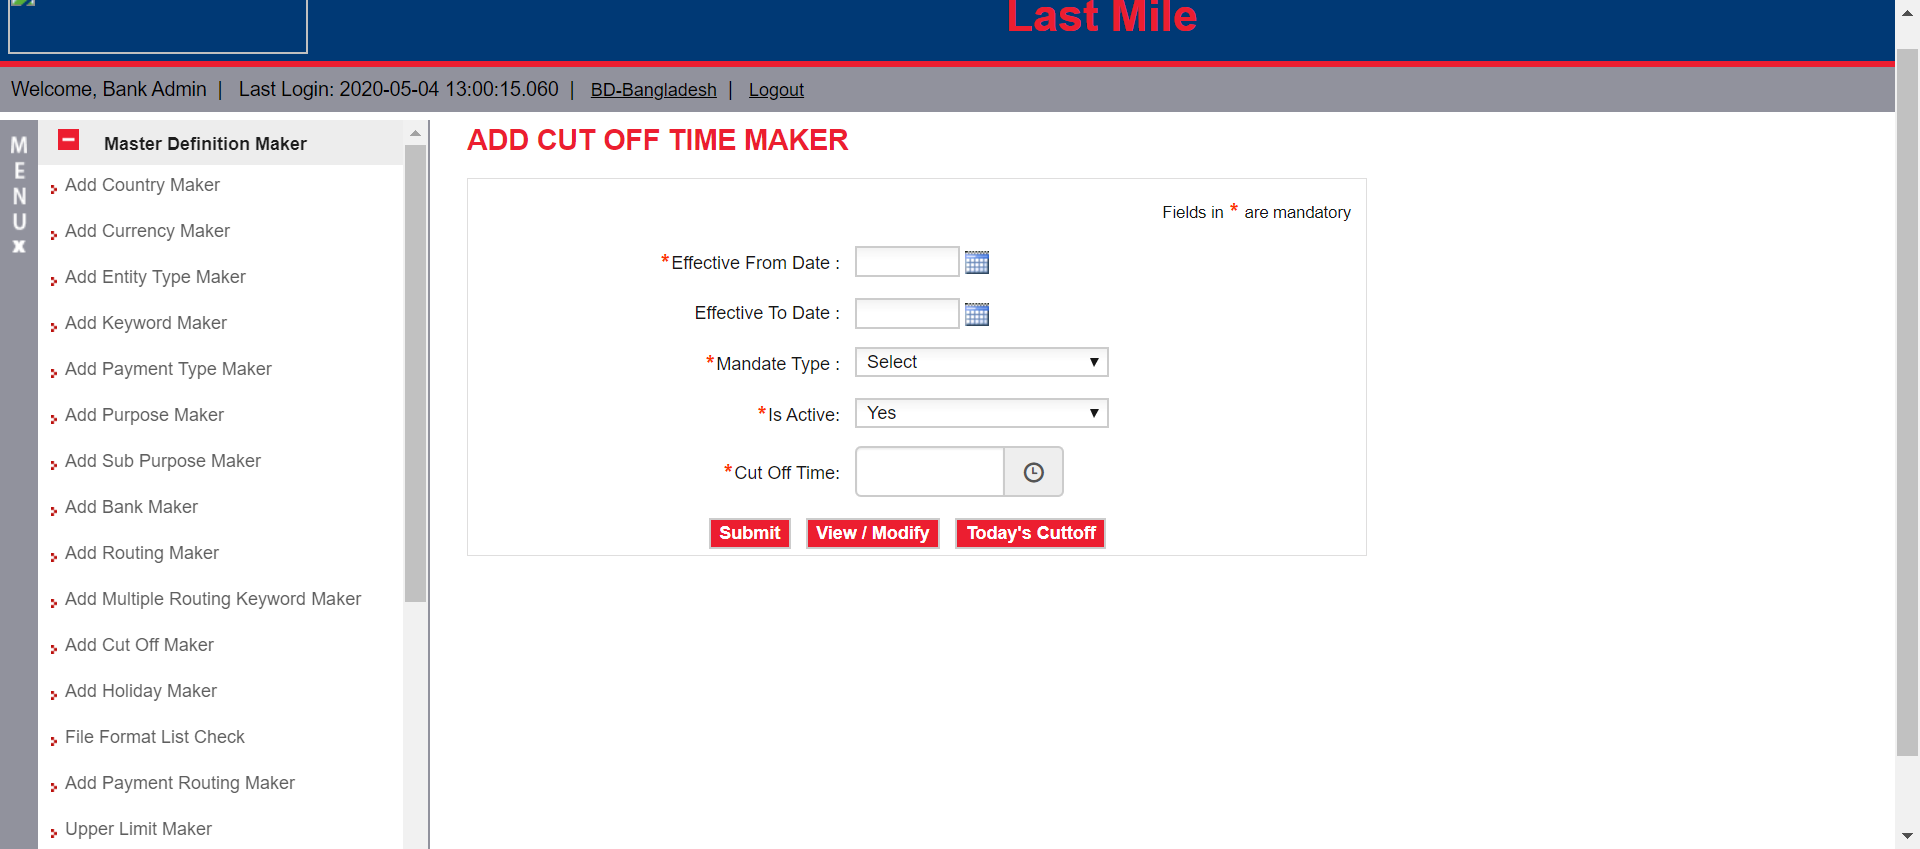 Last Mile
Welcome, Bank Admin | Last Login: 2020-05-04 13:00:15.060 | BD-Bangladesh | Logout
MENU
x
Master Definition Maker
Add Country Maker
Add Currency Maker
Add Entity Type Maker
Add Keyword Maker
Add Payment Type Maker
Add Purpose Maker
Add Sub Purpose Maker
Add Bank Maker
Add Routing Maker
Add Multiple Routing Keyword Maker
Add Cut Off Maker
Add Holiday Maker
File Format List Check
Add Payment Routing Maker
Upper Limit Maker
ADD CUT OFF TIME MAKER
Fields in * are mandatory
*Effective From Date :
Effective To Date :
*Mandate Type : Select
*Is Active: Yes
*Cut Off Time:
Submit View / Modify Today's Cuttoff